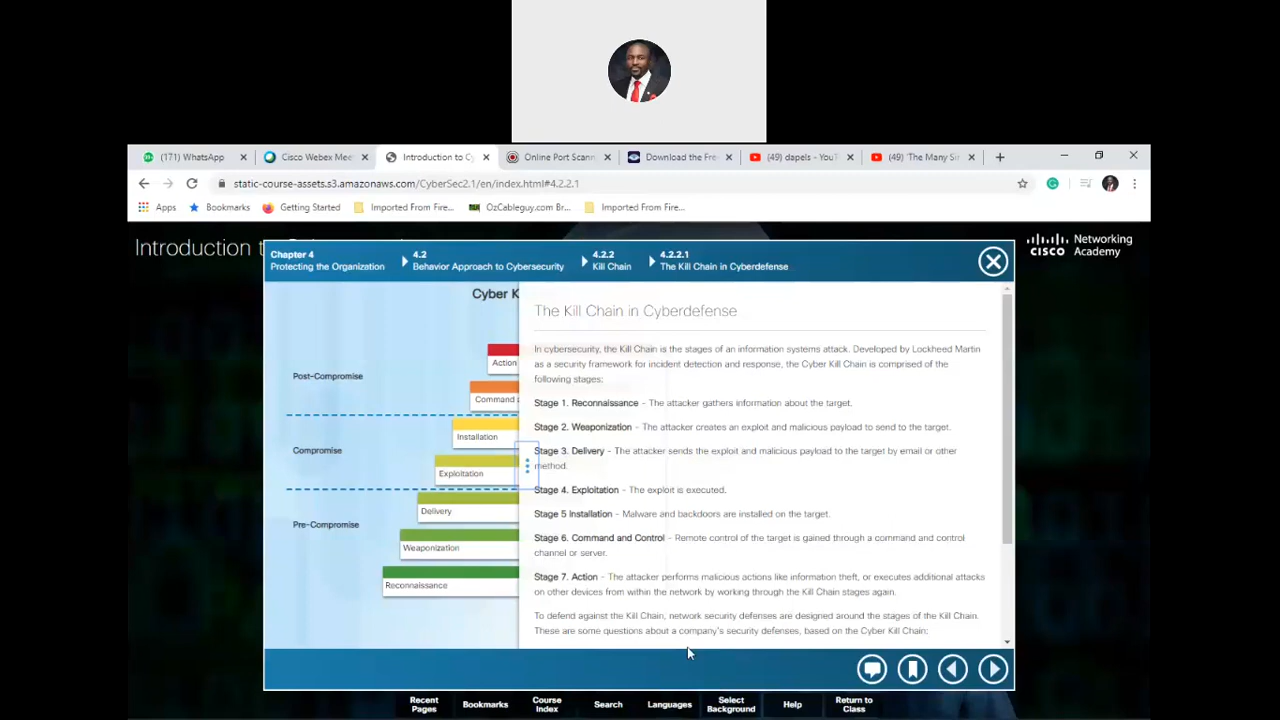 (171) WhatsApp
Cisco Webex Mee
Introduction to Cy
Online Port Scann
Download the Fre
(49) dapels - YouT
(49) 'The Many Si
static-course-assets.s3.amazonaws.com/CyberSec2.1/en/index.html#4.2.2.1
Apps
Bookmarks
Getting Started
Imported From Fire...
OzCableguy.com Br...
Imported From Fire...
Introduction t
CISCO
Networking
Academy
Chapter 4
Protecting the Organization
4.2
Behavior Approach to Cybersecurity
4.2.2
Kill Chain
4.2.2.1
The Kill Chain in Cyberdefense
Cyber K
Post-Compromise
Compromise
Pre-Compromise
Action
Command
Installation
Exploitation
Delivery
Weaponization
Reconnaissance
The Kill Chain in Cyberdefense
In cybersecurity, the Kill Chain is the stages of an information systems attack. Developed by Lockheed Martin
as a security framework for incident detection and response, the Cyber Kill Chain is comprised of the
following stages:
Stage 1. Reconnaissance - The attacker gathers information about the target.
Stage 2. Weaponization - The attacker creates an exploit and malicious payload to send to the target.
Stage 3. Delivery - The attacker sends the exploit and malicious payload to the target by email or other
method.
Stage 4. Exploitation - The exploit is executed.
Stage 5 Installation - Malware and backdoors are installed on the target.
Stage 6. Command and Control - Remote control of the target is gained through a command and control
channel or server.
Stage 7. Action - The attacker performs malicious actions like information theft, or executes additional attacks
on other devices from within the network by working through the Kill Chain stages again.
To defend against the Kill Chain, network security defenses are designed around the stages of the Kill Chain.
These are some questions about a company's security defenses, based on the Cyber Kill Chain:
Recent
Pages
Bookmarks
Course
Index
Search
Languages
Select
Background
Help
Return to
Class